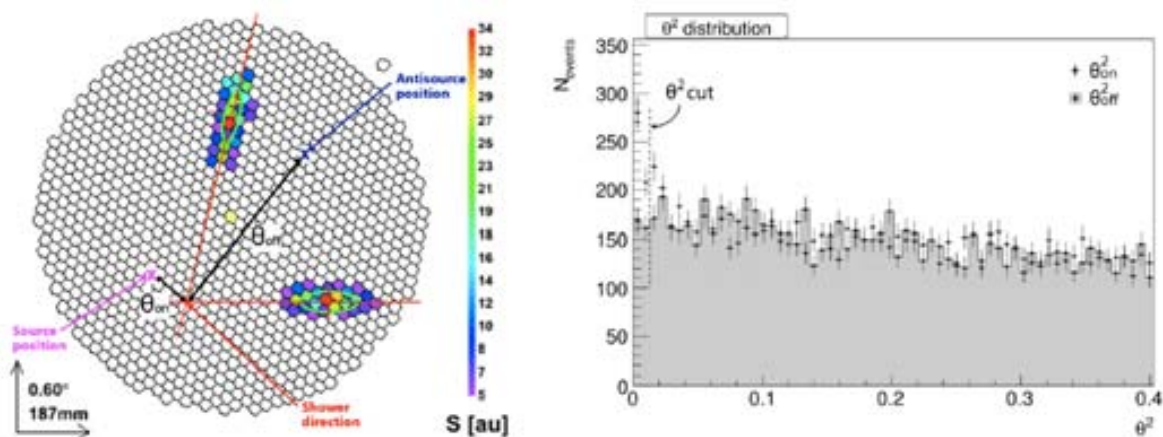 Antisource
position
θoff
θon
Source
position
0.60°
187mm
Shower
direction
34
32
30
29
27
25
23
21
19
18
16
14
12
10
8
7
5
S [au]
θ² distribution
Nevents
350
300
250
200
150
100
50
0
θ² cut
θ²on
θ²off
0.1
0.2
0.3
0.4
θ²